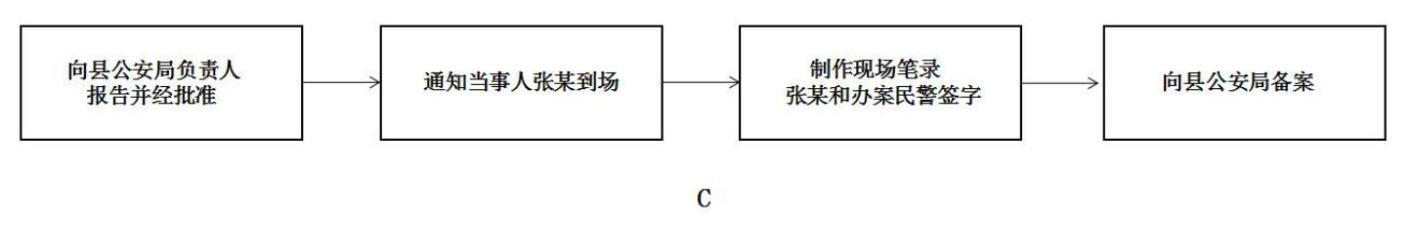 向县公安局负责人
报告并经批准
通知当事人张某到场
制作现场笔录
张某和办案民警签字
向县公安局备案
C